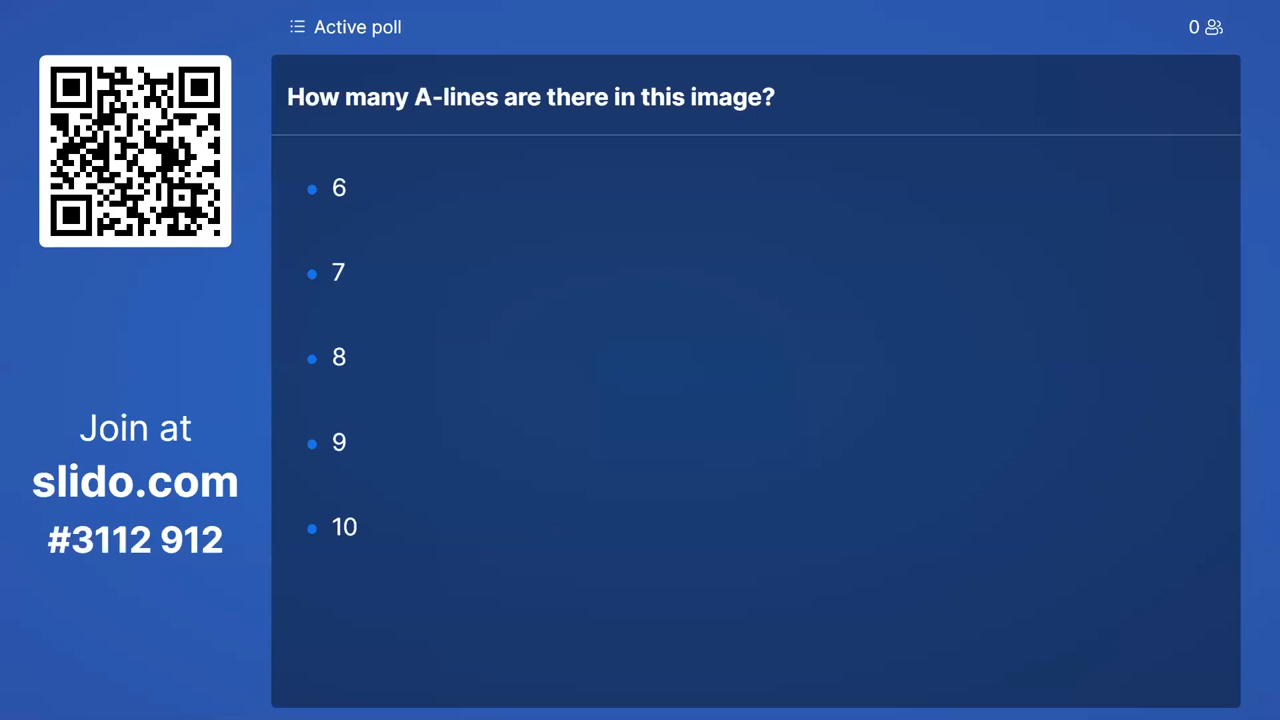 Active poll
0
How many A-lines are there in this image?
6
7
8
9
10
Join at
slido.com
#3112 912